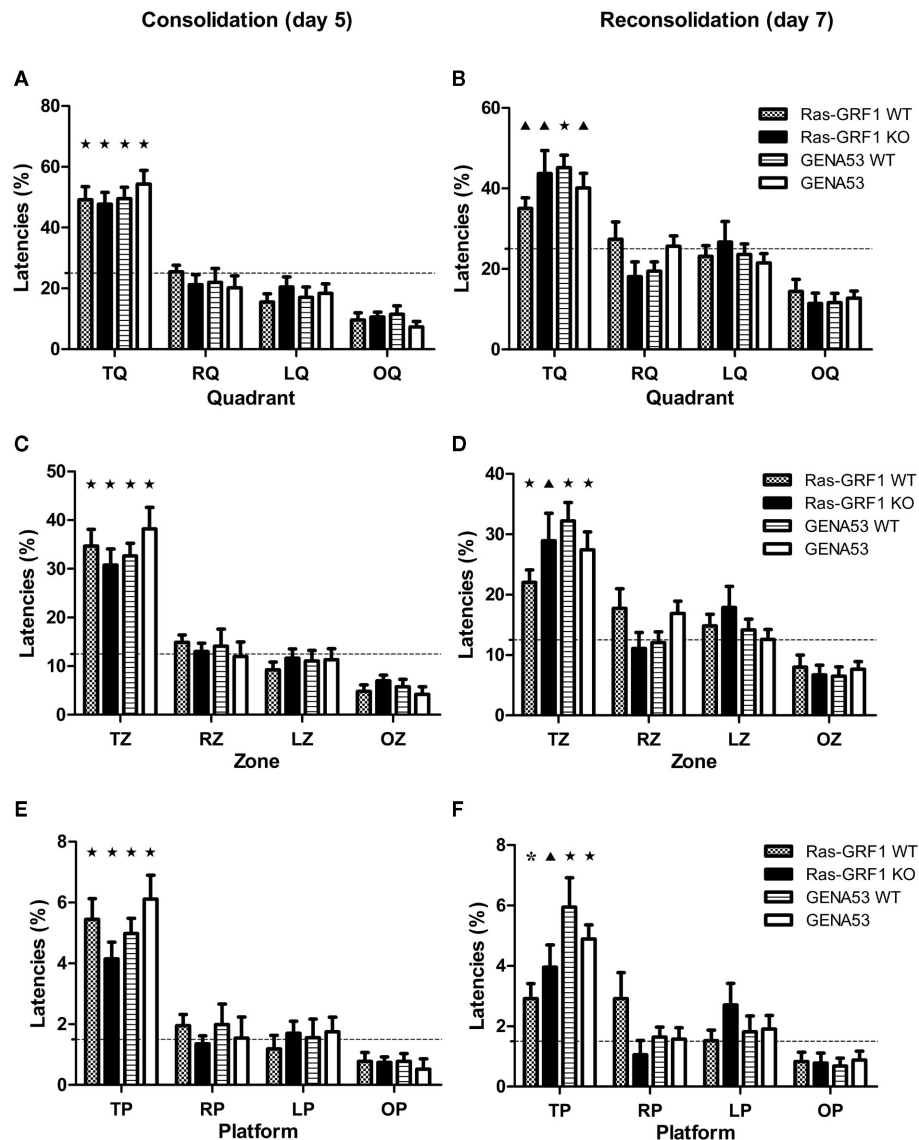 Consolidation (day 5)
Reconsolidation (day 7)
A
80
60
40
20
0
Latencies (%)
★ ★ ★ ★
TQ RQ LQ OQ
Quadrant
B
60
40
20
0
Latencies (%)
▲ ▲ ★ ▲
Ras-GRF1 WT
Ras-GRF1 KO
GENA53 WT
GENA53
TQ RQ LQ OQ
Quadrant
C
50
40
30
20
10
0
Latencies (%)
★ ★ ★ ★
TZ RZ LZ OZ
Zone
D
40
30
20
10
0
Latencies (%)
★ ▲ ★ ★
Ras-GRF1 WT
Ras-GRF1 KO
GENA53 WT
GENA53
TZ RZ LZ OZ
Zone
E
8
6
4
2
0
Latencies (%)
★ ★ ★ ★
TP RP LP OP
Platform
F
8
6
4
2
0
Latencies (%)
* ▲ ★ ★
Ras-GRF1 WT
Ras-GRF1 KO
GENA53 WT
GENA53
TP RP LP OP
Platform